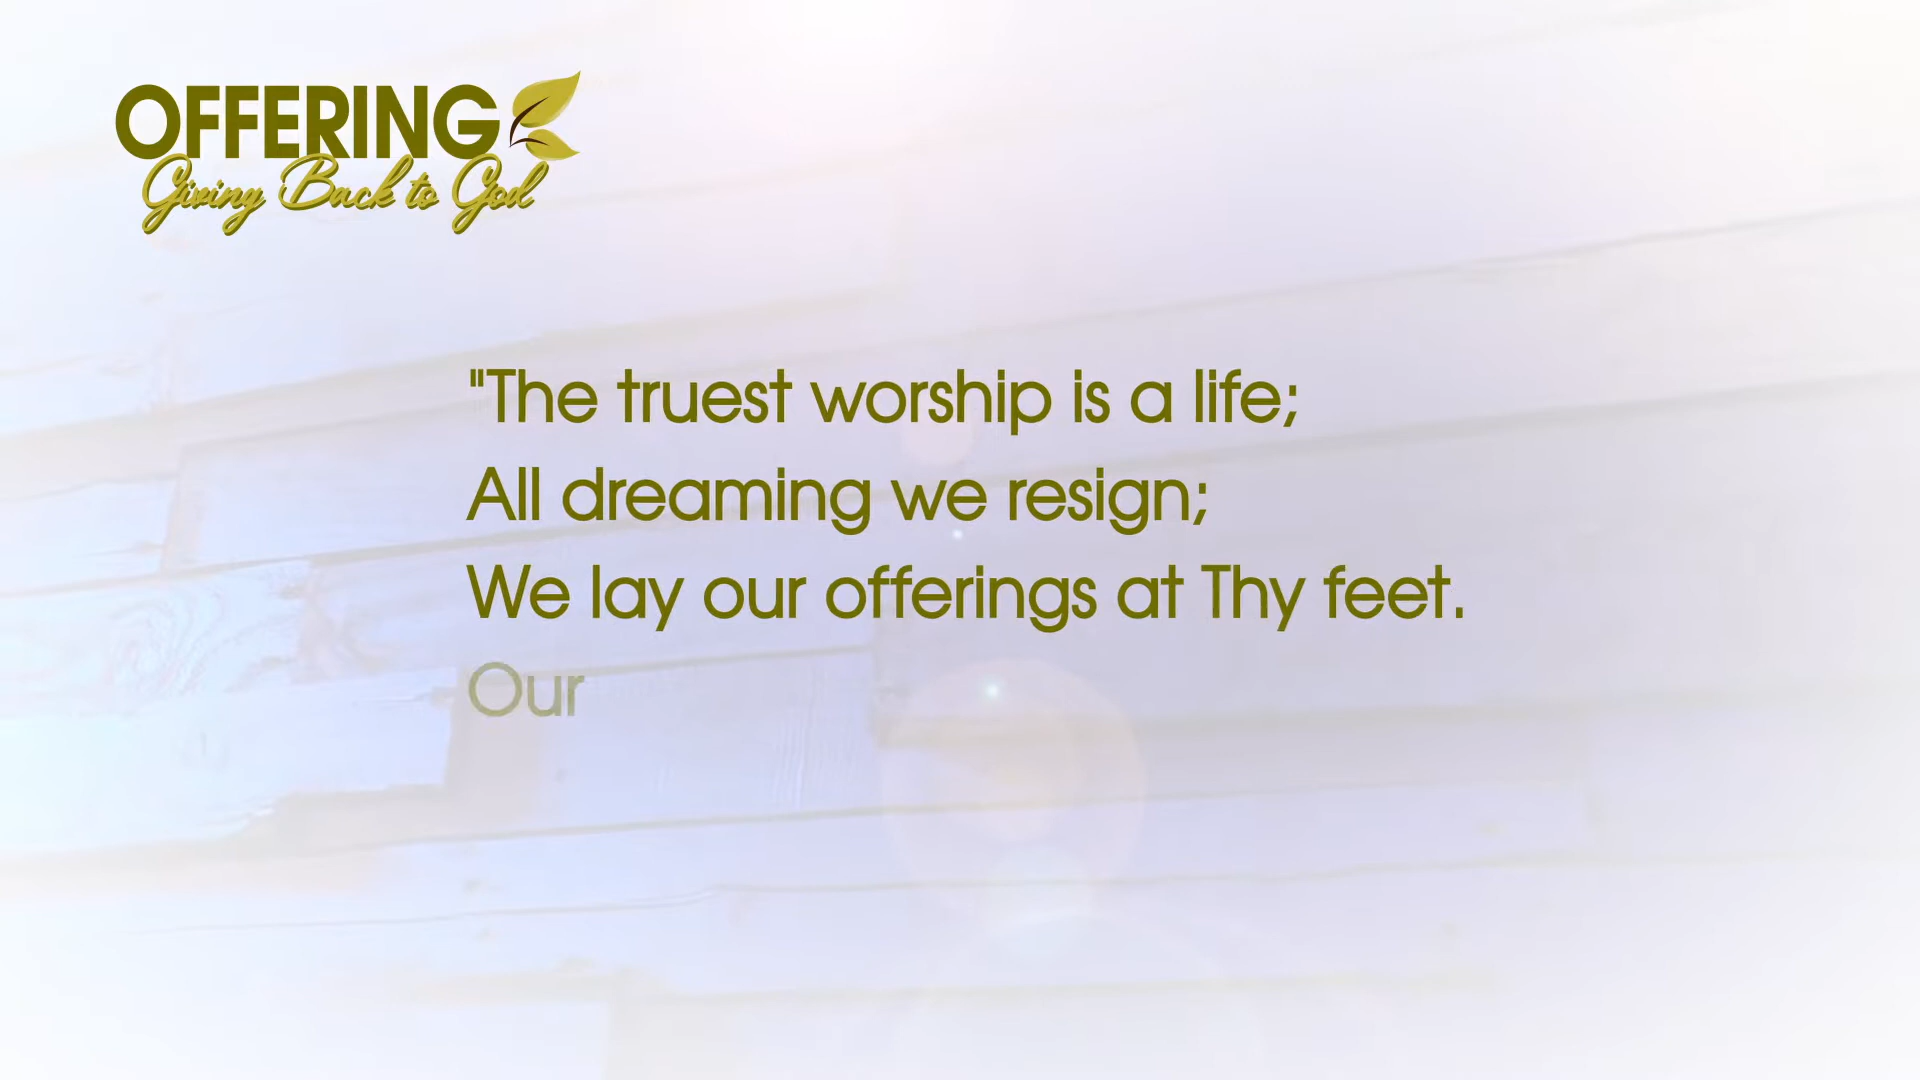 OFFERING
Giving Back to God
"The truest worship is a life;
All dreaming we resign;
We lay our offerings at Thy feet.
Our